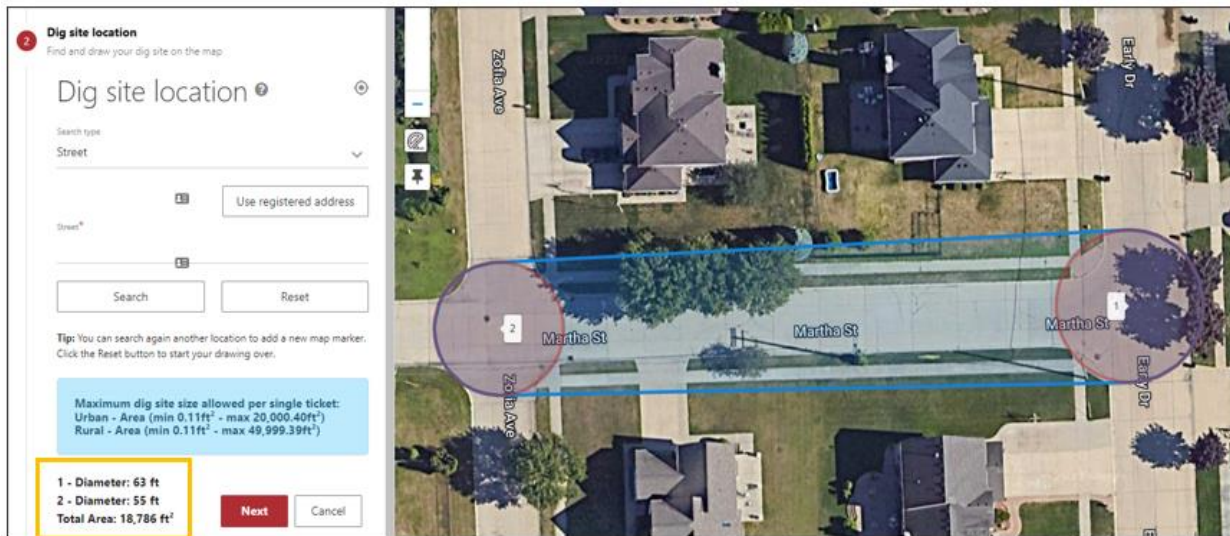 2
Dig site location
Find and draw your dig site on the map
Dig site location ?
Search type
Street
Use registered address
Street*
Search
Reset
Tip: You can search again another location to add a new map marker.
Click the Reset button to start your drawing over.
Maximum dig site size allowed per single ticket:
Urban - Area (min 0.11ft² - max 20,000.40ft²)
Rural - Area (min 0.11ft² - max 49,999.39ft²)
1 - Diameter: 63 ft
2 - Diameter: 55 ft
Total Area: 18,786 ft²
Next
Cancel
Zofia Ave
Early Dr
2
Martha St
Martha St
Martha St
1
Zofia Ave
Early Dr
E